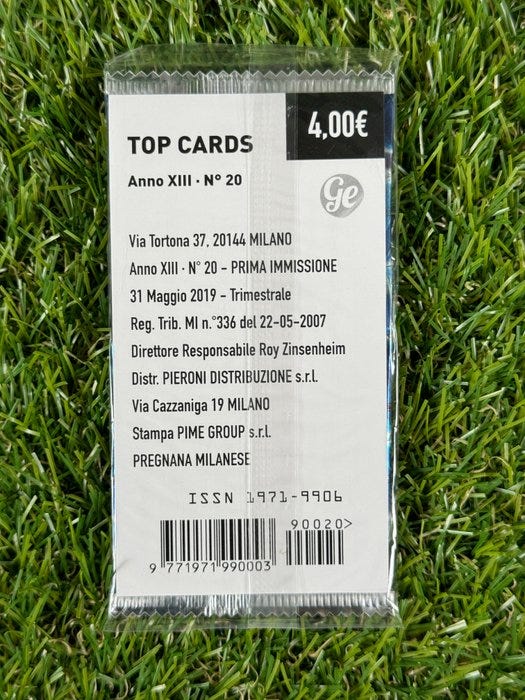 TOP CARDS
4,00€
Anno XIII · N° 20
Ge
Via Tortona 37, 20144 MILANO
Anno XIII · N° 20 - PRIMA IMMISSIONE
31 Maggio 2019 - Trimestrale
Reg. Trib. MI n.°336 del 22-05-2007
Direttore Responsabile Roy Zinsenheim
Distr. PIERONI DISTRIBUZIONE s.r.l.
Via Cazzaniga 19 MILANO
Stampa PIME GROUP s.r.l.
PREGNANA MILANESE
ISSN 1971-9906
90020>
9 771971 990003